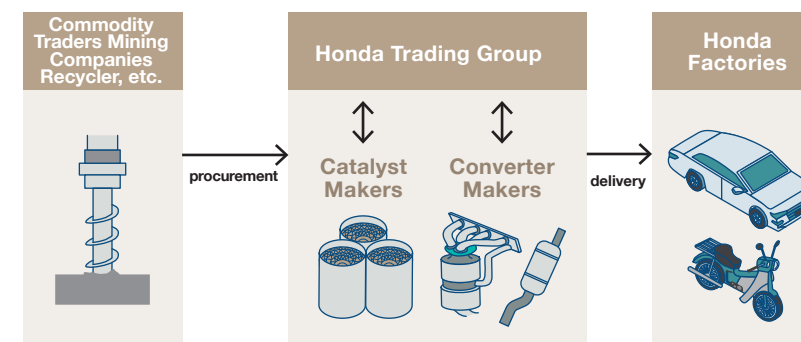 Commodity
Traders Mining
Companies
Recycler, etc.
procurement
Honda Trading Group
Catalyst
Makers
Converter
Makers
delivery
Honda
Factories